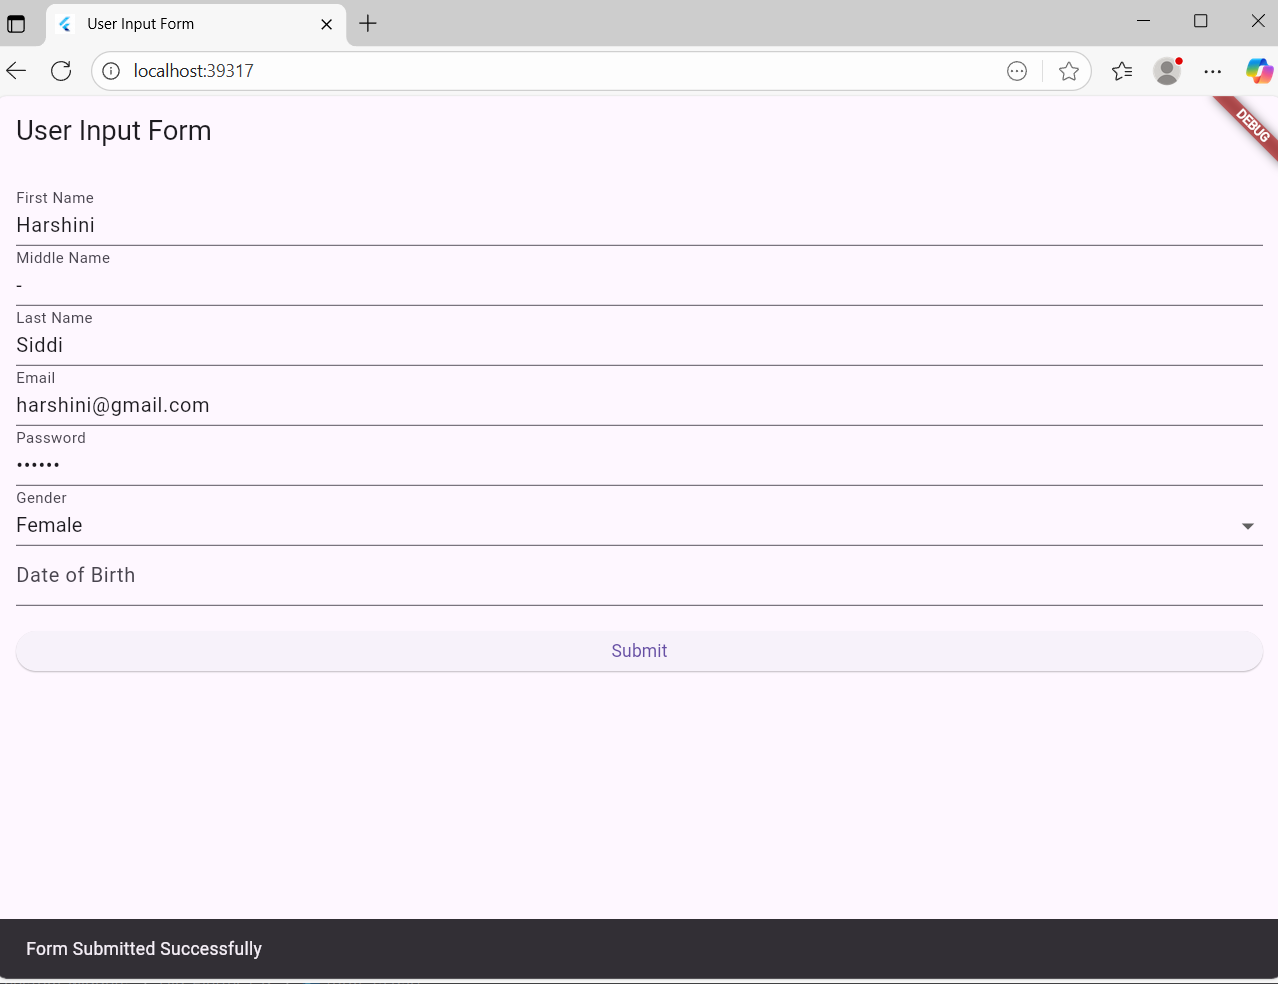 User Input Form
localhost:39317
DEBUG
User Input Form
First Name
Harshini
Middle Name
-
Last Name
Siddi
Email
harshini@gmail.com
Password
••••••
Gender
Female
Date of Birth
Submit
Form Submitted Successfully